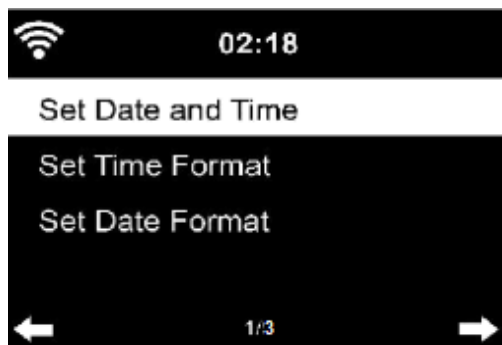 02:18
Set Date and Time
Set Time Format
Set Date Format
1/3